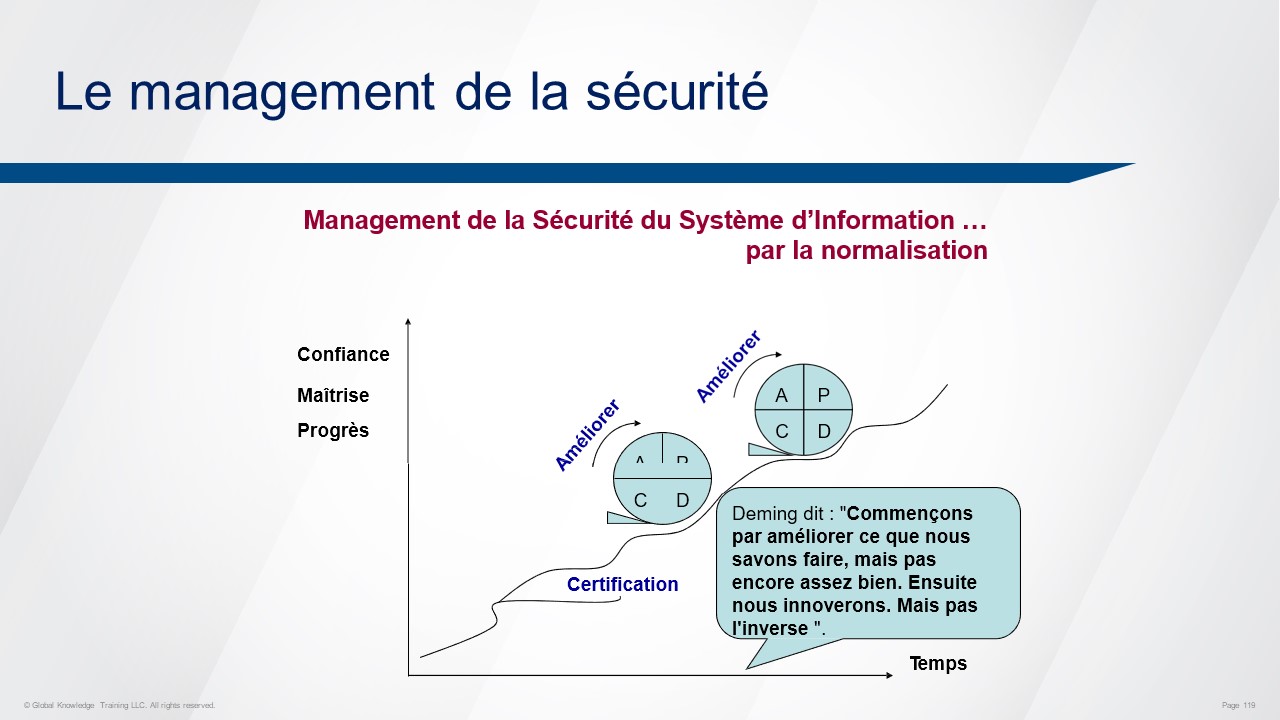 Le management de la sécurité
Management de la Sécurité du Système d’Information …
par la normalisation
Confiance
Maîtrise
Progrès
Améliorer
Améliorer
A P
C D
A P
C D
Certification
Deming dit : "Commençons
par améliorer ce que nous
savons faire, mais pas
encore assez bien. Ensuite
nous innoverons. Mais pas
l'inverse ".
Temps
© Global Knowledge Training LLC. All rights reserved.
Page 119